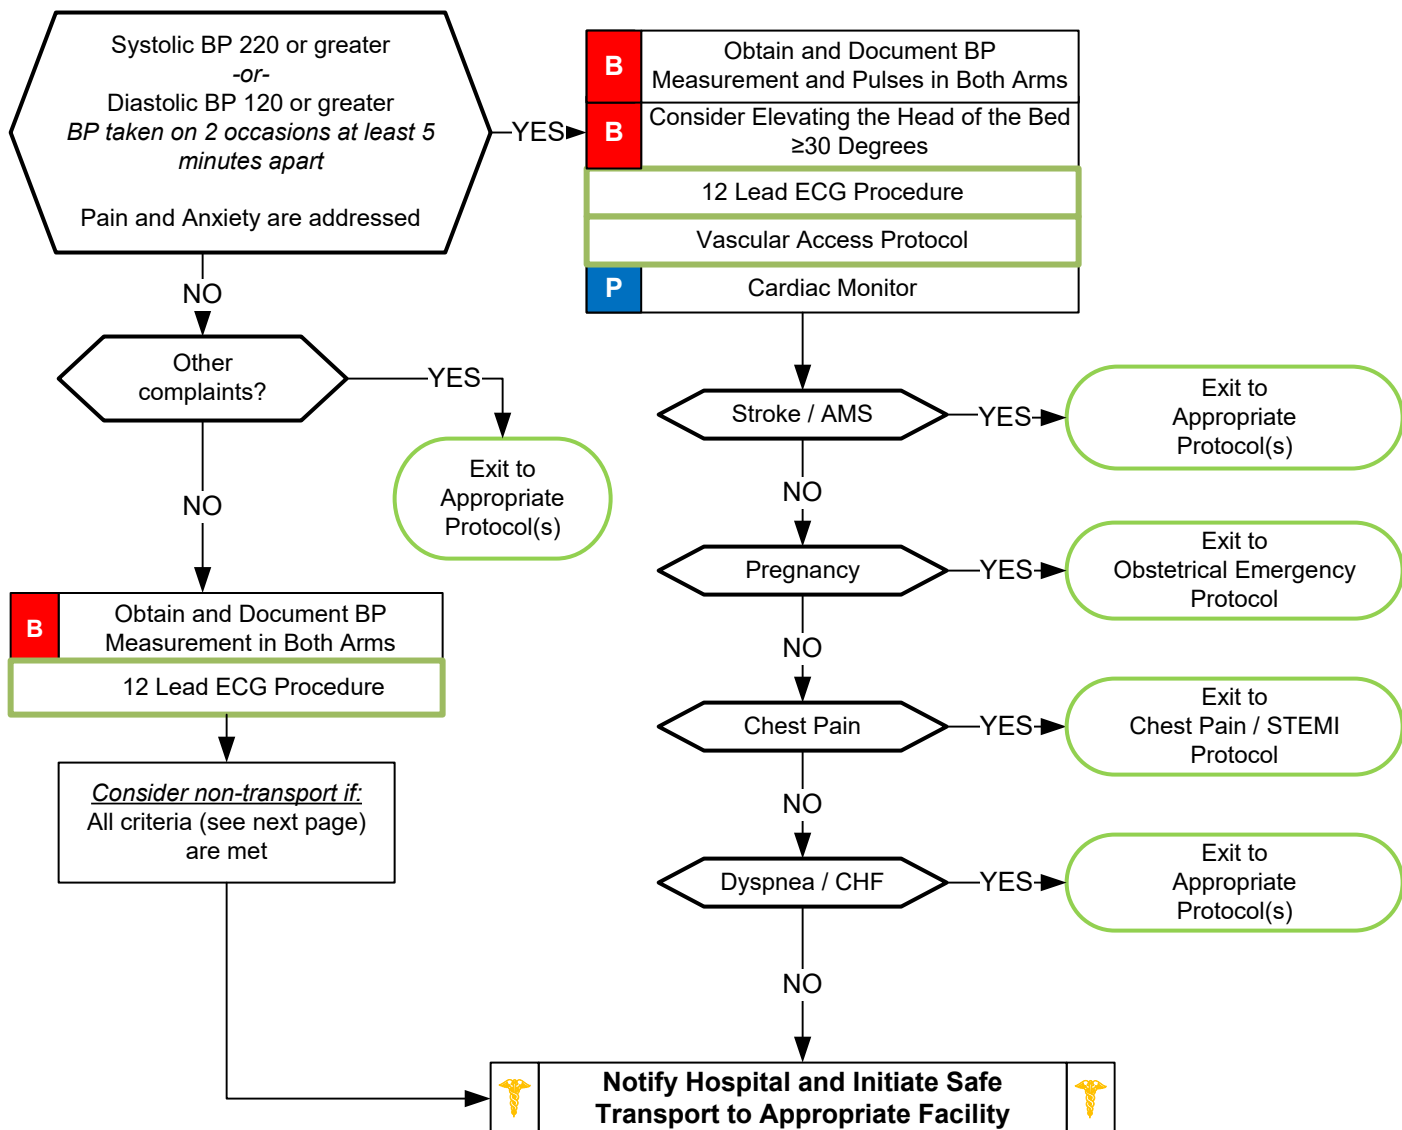 Systolic BP 220 or greater
-or-
Diastolic BP 120 or greater
BP taken on 2 occasions at least 5
minutes apart
Pain and Anxiety are addressed
YES
B
Obtain and Document BP
Measurement and Pulses in Both Arms
B
Consider Elevating the Head of the Bed
≥30 Degrees
12 Lead ECG Procedure
Vascular Access Protocol
P
Cardiac Monitor
NO
Other
complaints?
YES
Exit to
Appropriate
Protocol(s)
NO
B
Obtain and Document BP
Measurement in Both Arms
12 Lead ECG Procedure
Consider non-transport if:
All criteria (see next page)
are met
Stroke / AMS
YES
Exit to
Appropriate
Protocol(s)
NO
Pregnancy
YES
Exit to
Obstetrical Emergency
Protocol
NO
Chest Pain
YES
Exit to
Chest Pain / STEMI
Protocol
NO
Dyspnea / CHF
YES
Exit to
Appropriate
Protocol(s)
NO
Notify Hospital and Initiate Safe
Transport to Appropriate Facility